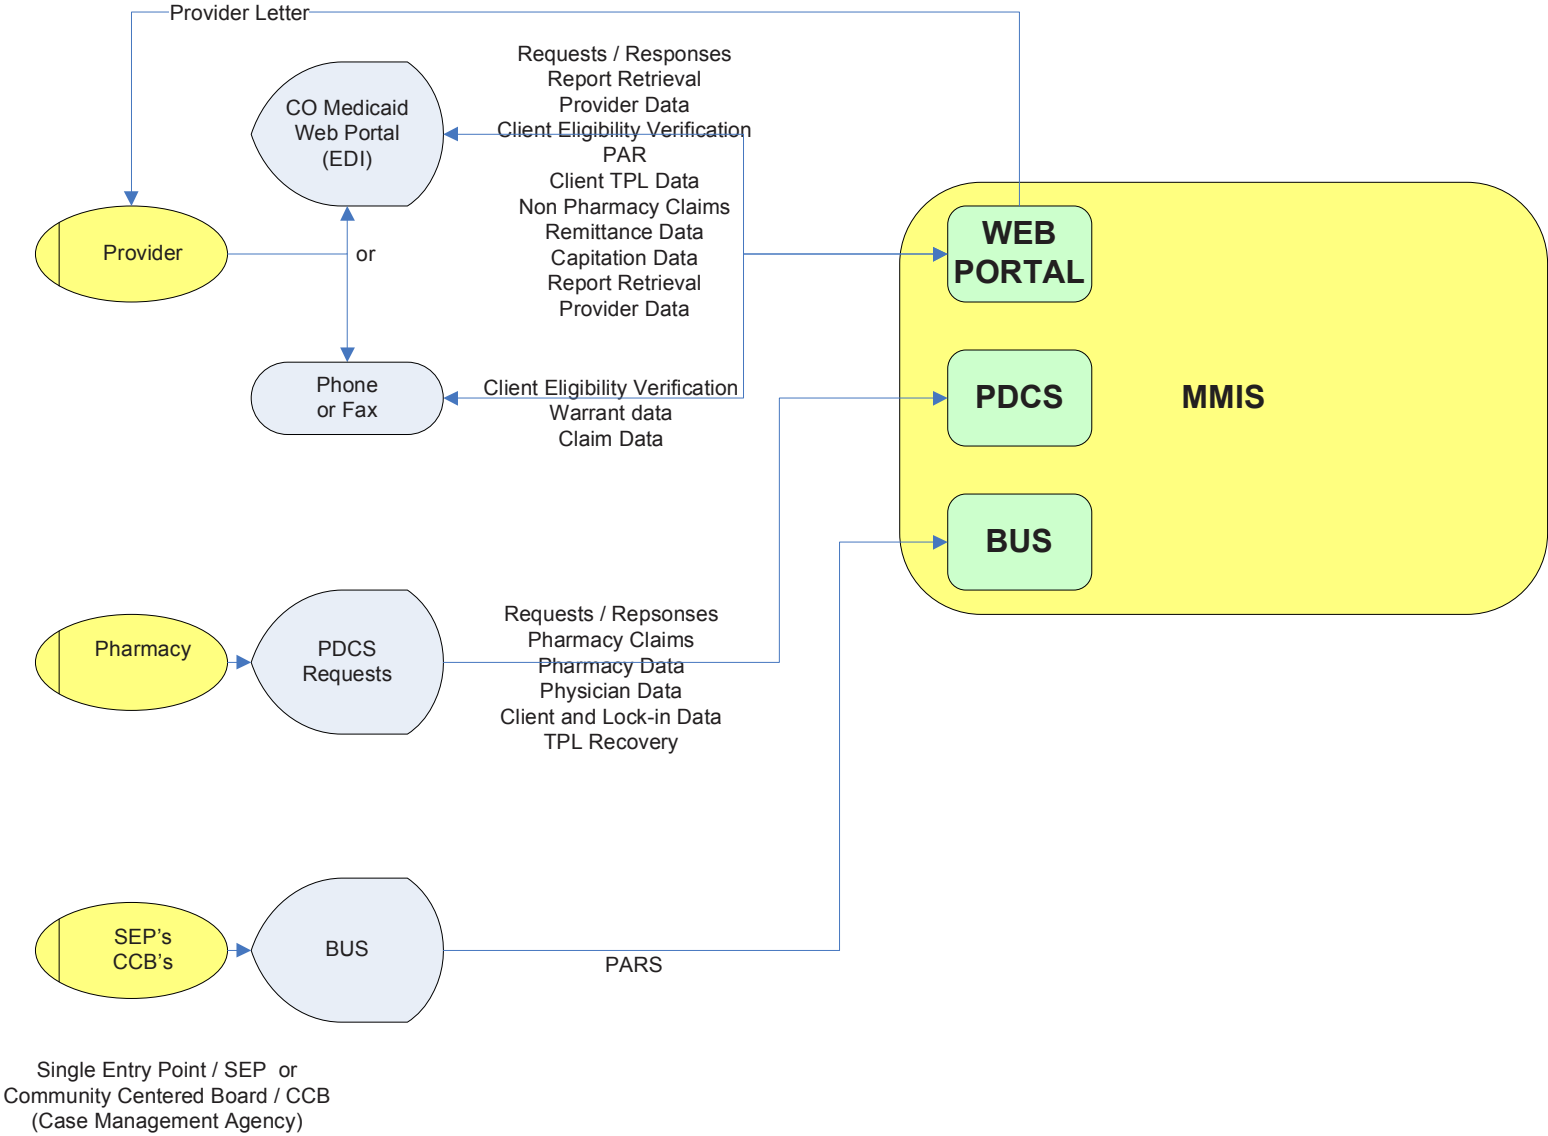 Provider Letter
Requests / Responses
Report Retrieval
Provider Data
Client Eligibility Verification
PAR
Client TPL Data
Non Pharmacy Claims
Remittance Data
Capitation Data
Report Retrieval
Provider Data
CO Medicaid
Web Portal
(EDI)
Provider
or
Phone
or Fax
Client Eligibility Verification
Warrant data
Claim Data
WEB
PORTAL
PDCS
MMIS
BUS
Pharmacy
PDCS
Requests
Requests / Repsonses
Pharmacy Claims
Pharmacy Data
Physician Data
Client and Lock-in Data
TPL Recovery
SEP’s
CCB’s
BUS
PARS
Single Entry Point / SEP  or
Community Centered Board / CCB
(Case Management Agency)